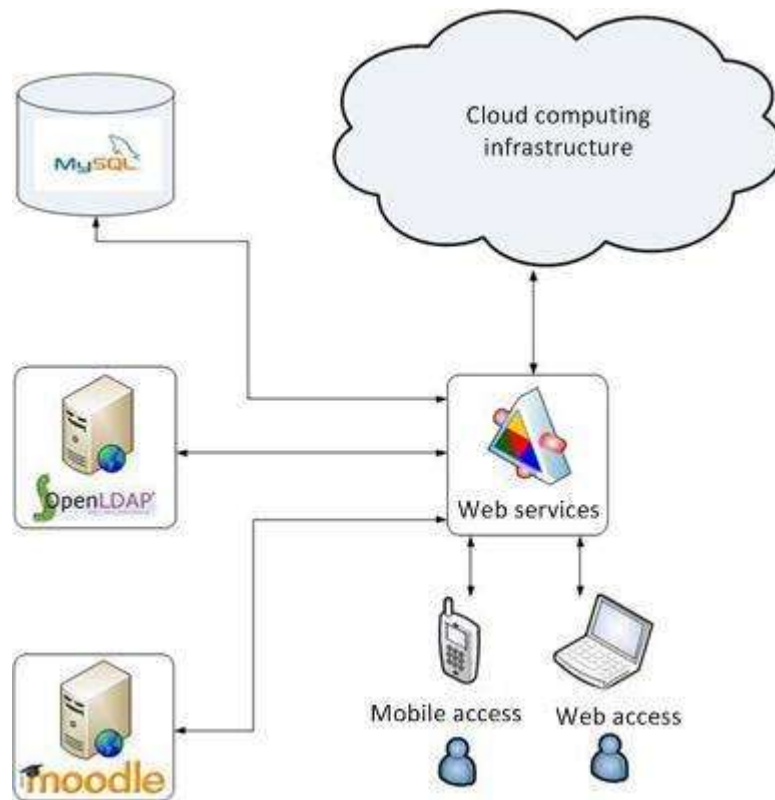 Cloud computing
infrastructure
MySQL
OpenLDAP
Web services
Mobile access
Web access
moodle